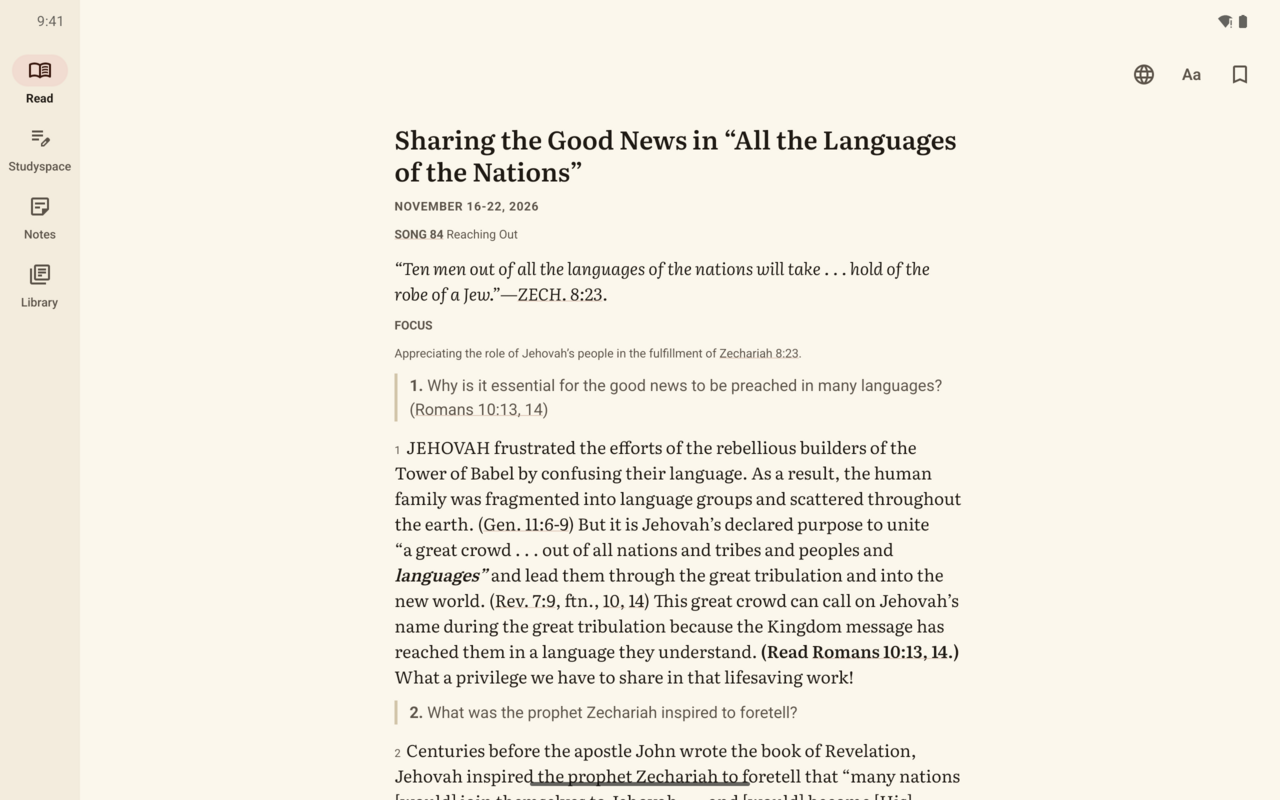 9:41
Read
Studyspace
Notes
Library
Aa
Sharing the Good News in “All the Languages
of the Nations”
NOVEMBER 16-22, 2026
SONG 84 Reaching Out
“Ten men out of all the languages of the nations will take . . . hold of the
robe of a Jew.”—ZECH. 8:23.
FOCUS
Appreciating the role of Jehovah’s people in the fulfillment of Zechariah 8:23.
1. Why is it essential for the good news to be preached in many languages?
(Romans 10:13, 14)
1 JEHOVAH frustrated the efforts of the rebellious builders of the
Tower of Babel by confusing their language. As a result, the human
family was fragmented into language groups and scattered throughout
the earth. (Gen. 11:6-9) But it is Jehovah’s declared purpose to unite
“a great crowd . . . out of all nations and tribes and peoples and
languages” and lead them through the great tribulation and into the
new world. (Rev. 7:9, ftn., 10, 14) This great crowd can call on Jehovah’s
name during the great tribulation because the Kingdom message has
reached them in a language they understand. (Read Romans 10:13, 14.)
What a privilege we have to share in that lifesaving work!
2. What was the prophet Zechariah inspired to foretell?
2 Centuries before the apostle John wrote the book of Revelation,
Jehovah inspired the prophet Zechariah to foretell that “many nations
[would] join themselves to Jehovah . . . and [would] become [His]